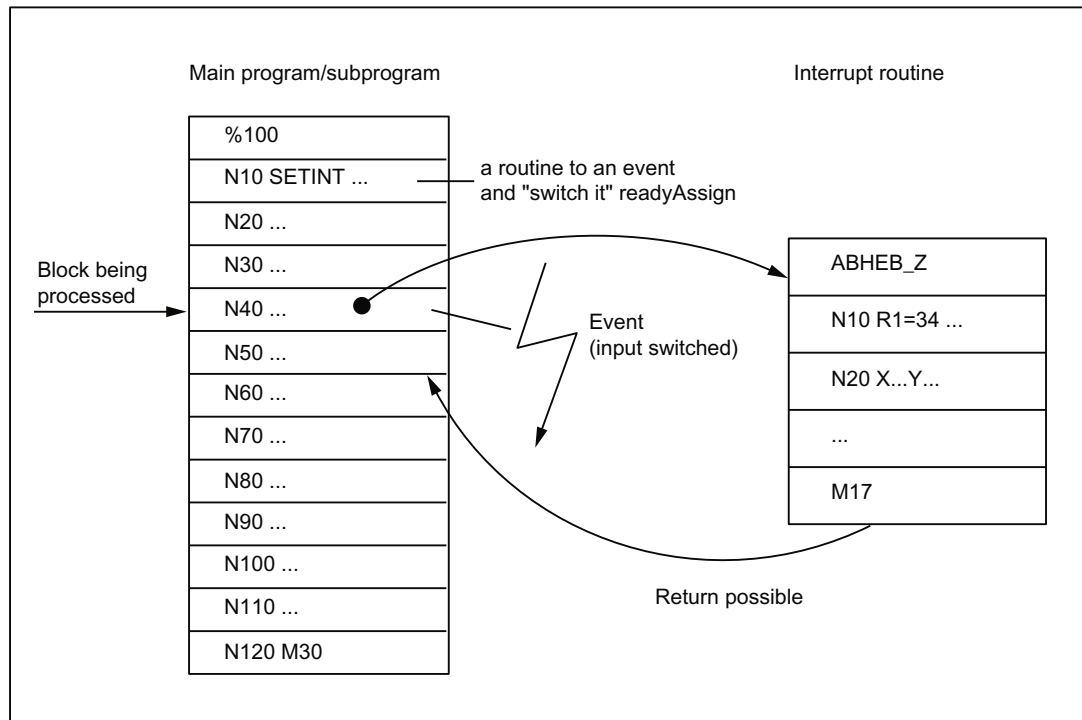 Main program/subprogram
Interrupt routine
%100
N10 SETINT ...
a routine to an event
and "switch it" readyAssign
N20 ...
N30 ...
Block being
processed
N40 ...
N50 ...
N60 ...
N70 ...
N80 ...
N90 ...
N100 ...
N110 ...
N120 M30
Event
(input switched)
ABHEB_Z
N10 R1=34 ...
N20 X...Y...
...
M17
Return possible